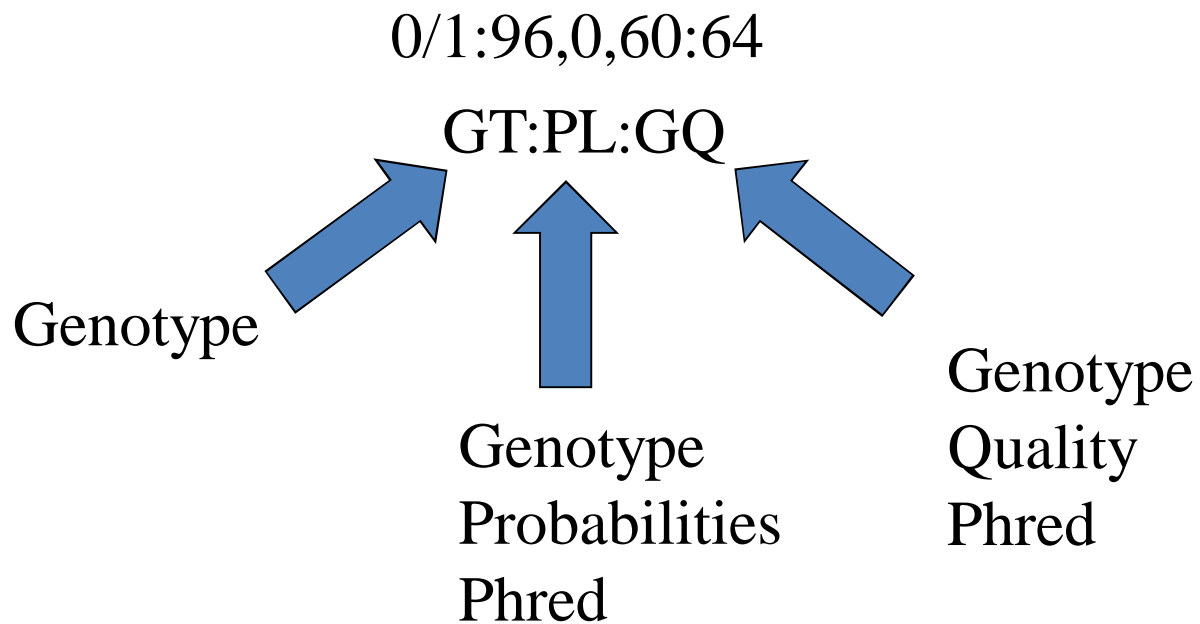 0/1:96,0,60:64
GT:PL:GQ
Genotype
Genotype
Probabilities
Phred
Genotype
Quality
Phred